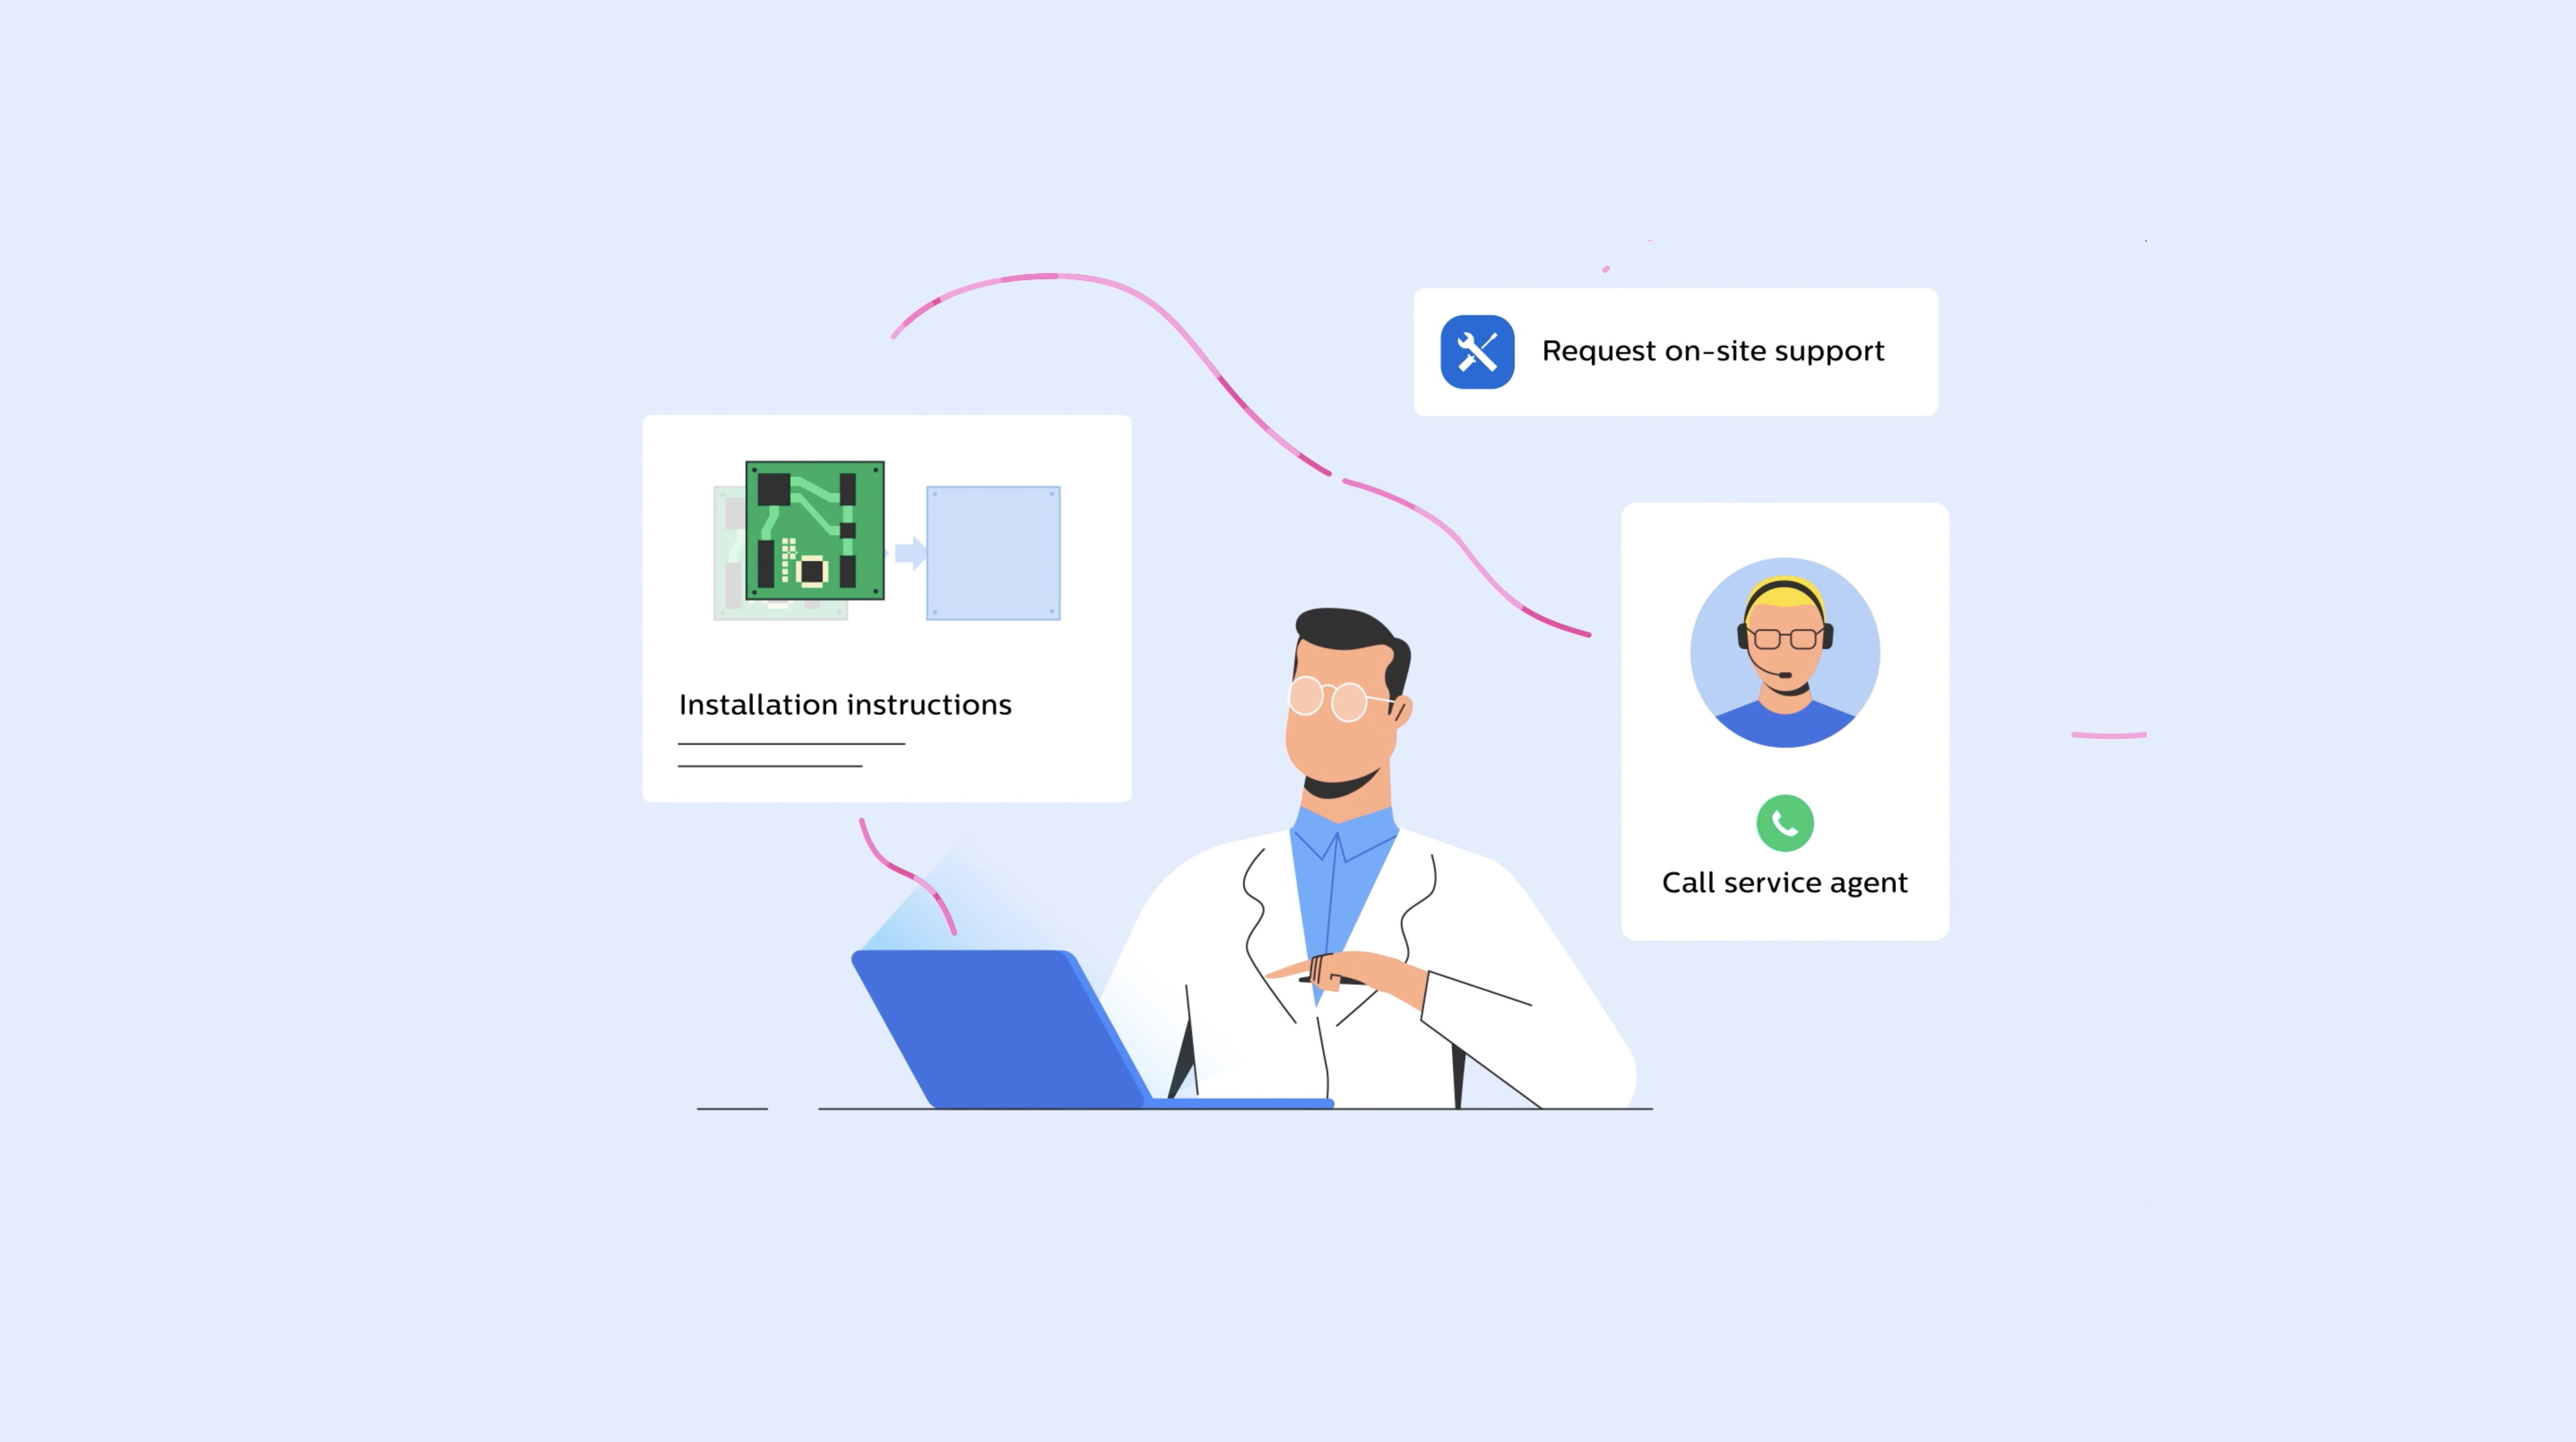 Request on-site support
Installation instructions
Call service agent